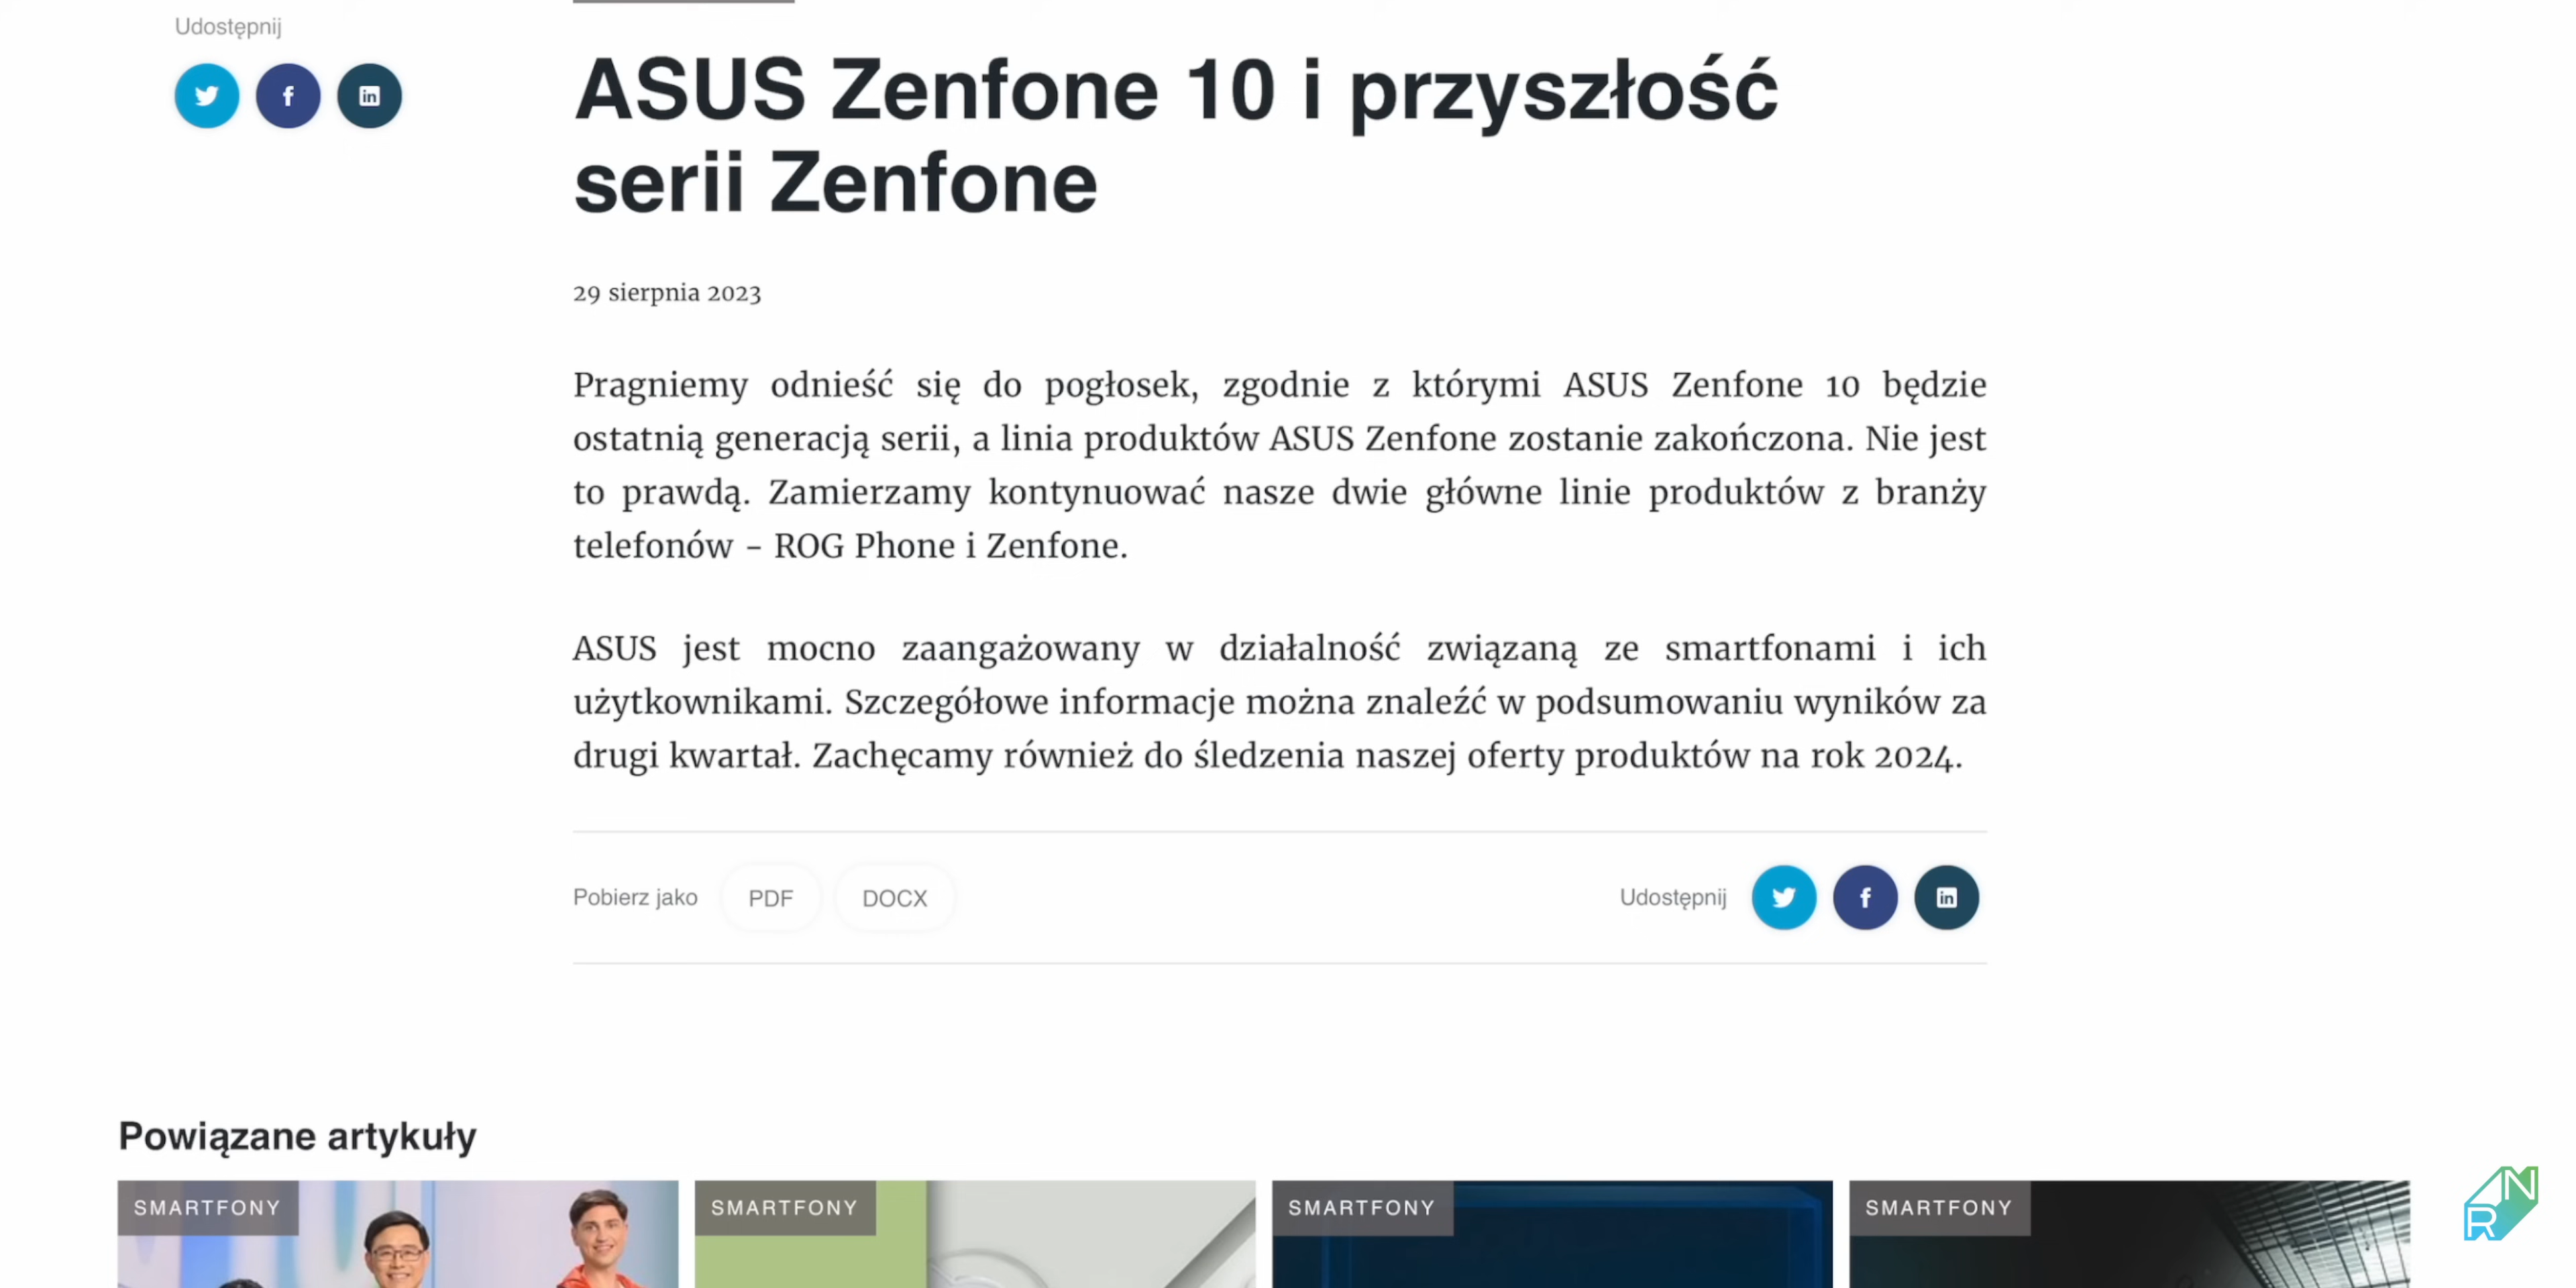 Udostępnij
ASUS Zenfone 10 i przyszłość
serii Zenfone
29 sierpnia 2023
Pragniemy odnieść się do pogłosek, zgodnie z którymi ASUS Zenfone 10 będzie
ostatnią generacją serii, a linia produktów ASUS Zenfone zostanie zakończona. Nie jest
to prawdą. Zamierzamy kontynuować nasze dwie główne linie produktów z branży
telefonów - ROG Phone i Zenfone.
ASUS jest mocno zaangażowany w działalność związaną ze smartfonami i ich
użytkownikami. Szczegółowe informacje można znaleźć w podsumowaniu wyników za
drugi kwartał. Zachęcamy również do śledzenia naszej oferty produktów na rok 2024.
Pobierz jako PDF DOCX Udostępnij
Powiązane artykuły
SMARTFONY SMARTFONY SMARTFONY SMARTFONY
RN